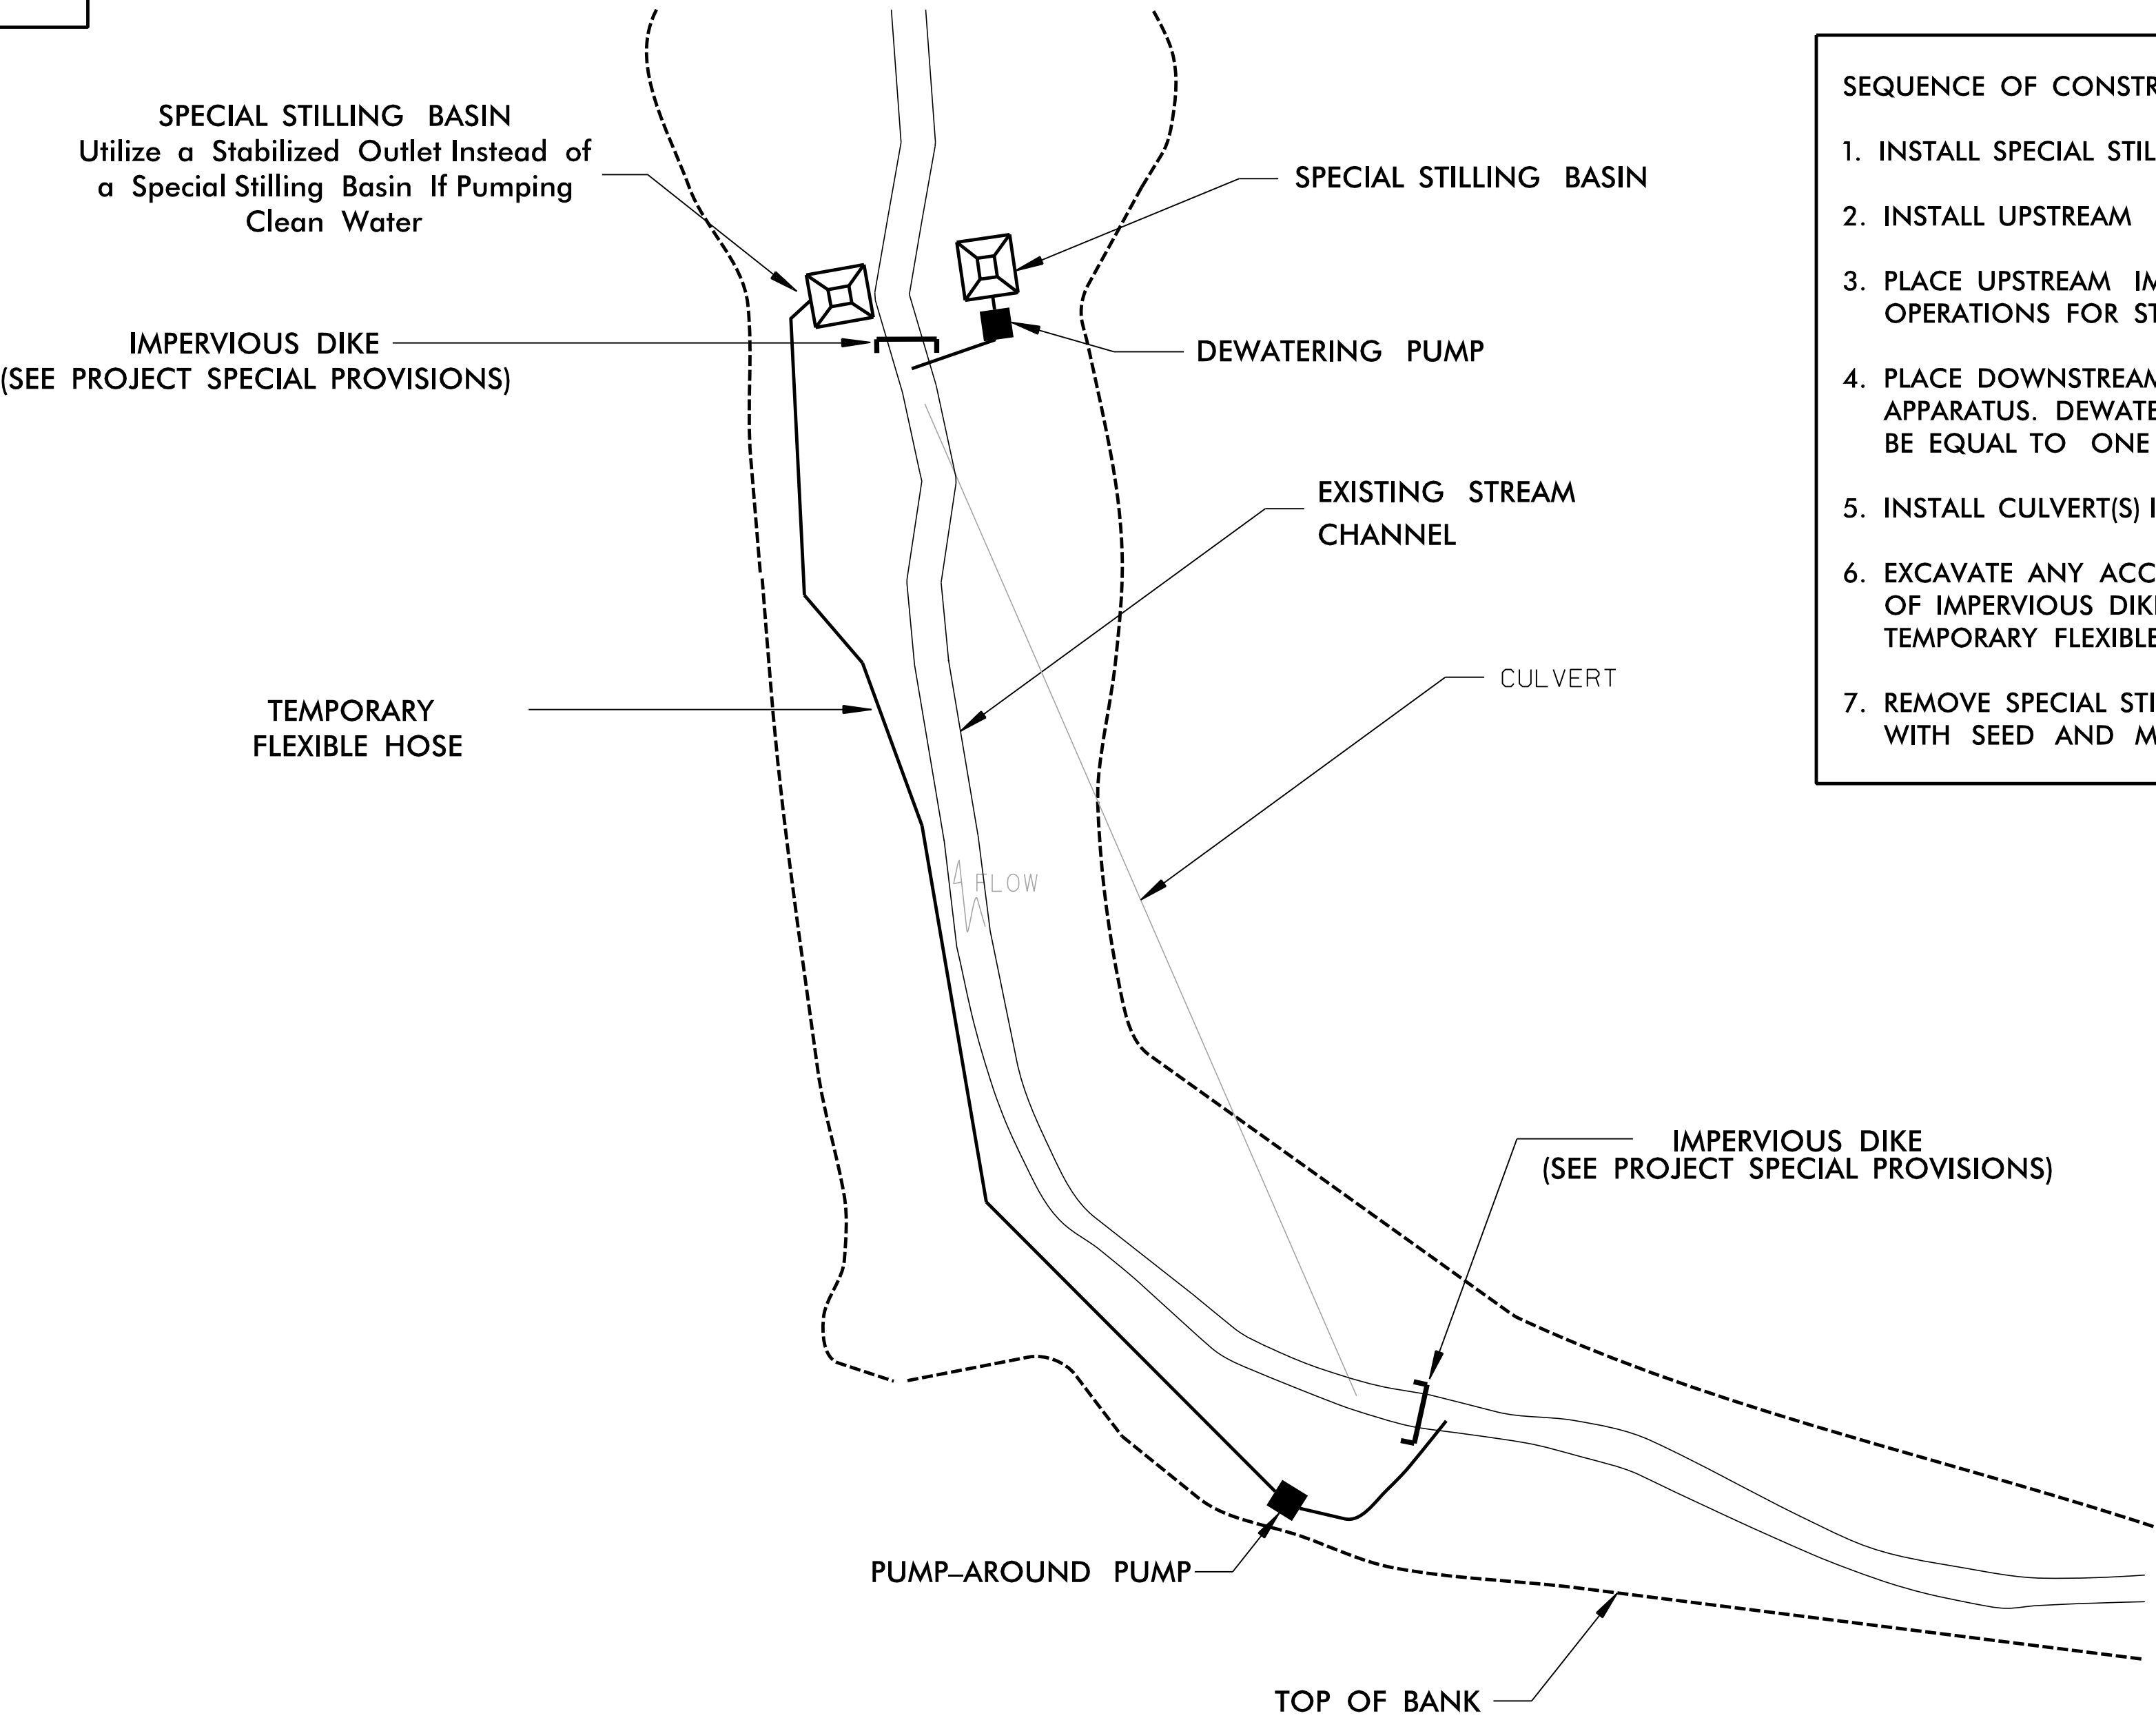 SPECIAL STILLING BASIN
Utilize a Stabilized Outlet Instead of
a Special Stilling Basin If Pumping
Clean Water
SPECIAL STILLING BASIN
IMPERVIOUS DIKE
(SEE PROJECT SPECIAL PROVISIONS)
DEWATERING PUMP
EXISTING STREAM
CHANNEL
CULVERT
TEMPORARY
FLEXIBLE HOSE
FLOW
IMPERVIOUS DIKE
(SEE PROJECT SPECIAL PROVISIONS)
PUMP-AROUND PUMP
TOP OF BANK
SEQUENCE OF CONSTR
1. INSTALL SPECIAL STIL
2. INSTALL UPSTREAM
3. PLACE UPSTREAM IM
OPERATIONS FOR ST
4. PLACE DOWNSTREAM
APPARATUS. DEWATE
BE EQUAL TO ONE
5. INSTALL CULVERT(S) I
6. EXCAVATE ANY ACC
OF IMPERVIOUS DIKE
TEMPORARY FLEXIBLE
7. REMOVE SPECIAL STI
WITH SEED AND M